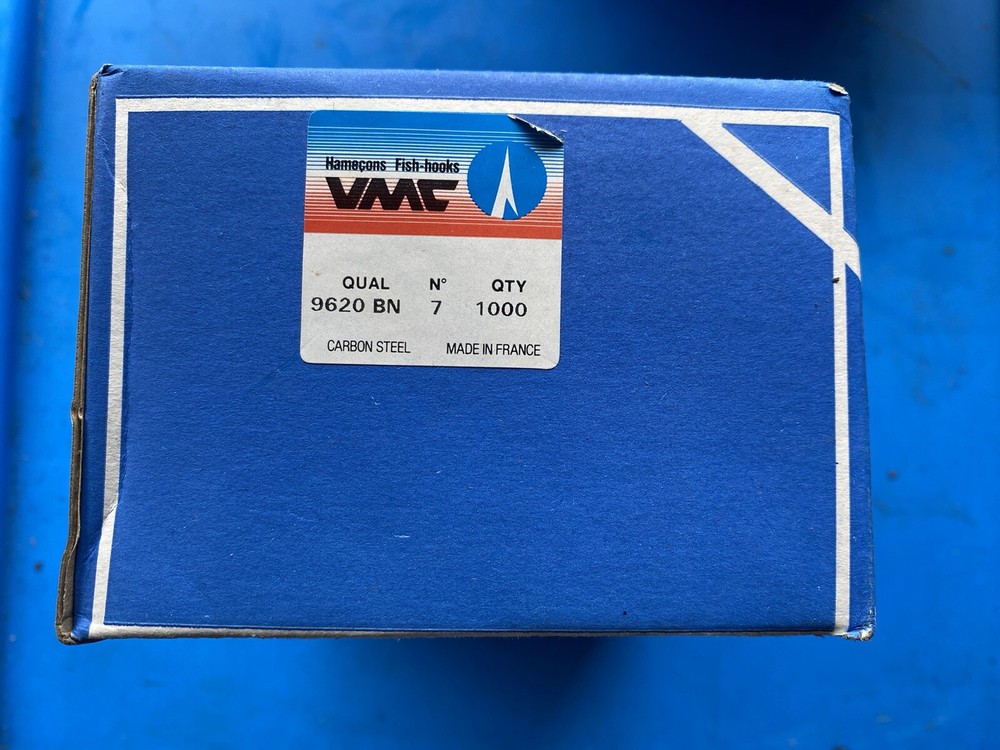 Hameçons Fish-hooks
VMC
QUAL N° QTY
9620 BN 7 1000
CARBON STEEL MADE IN FRANCE